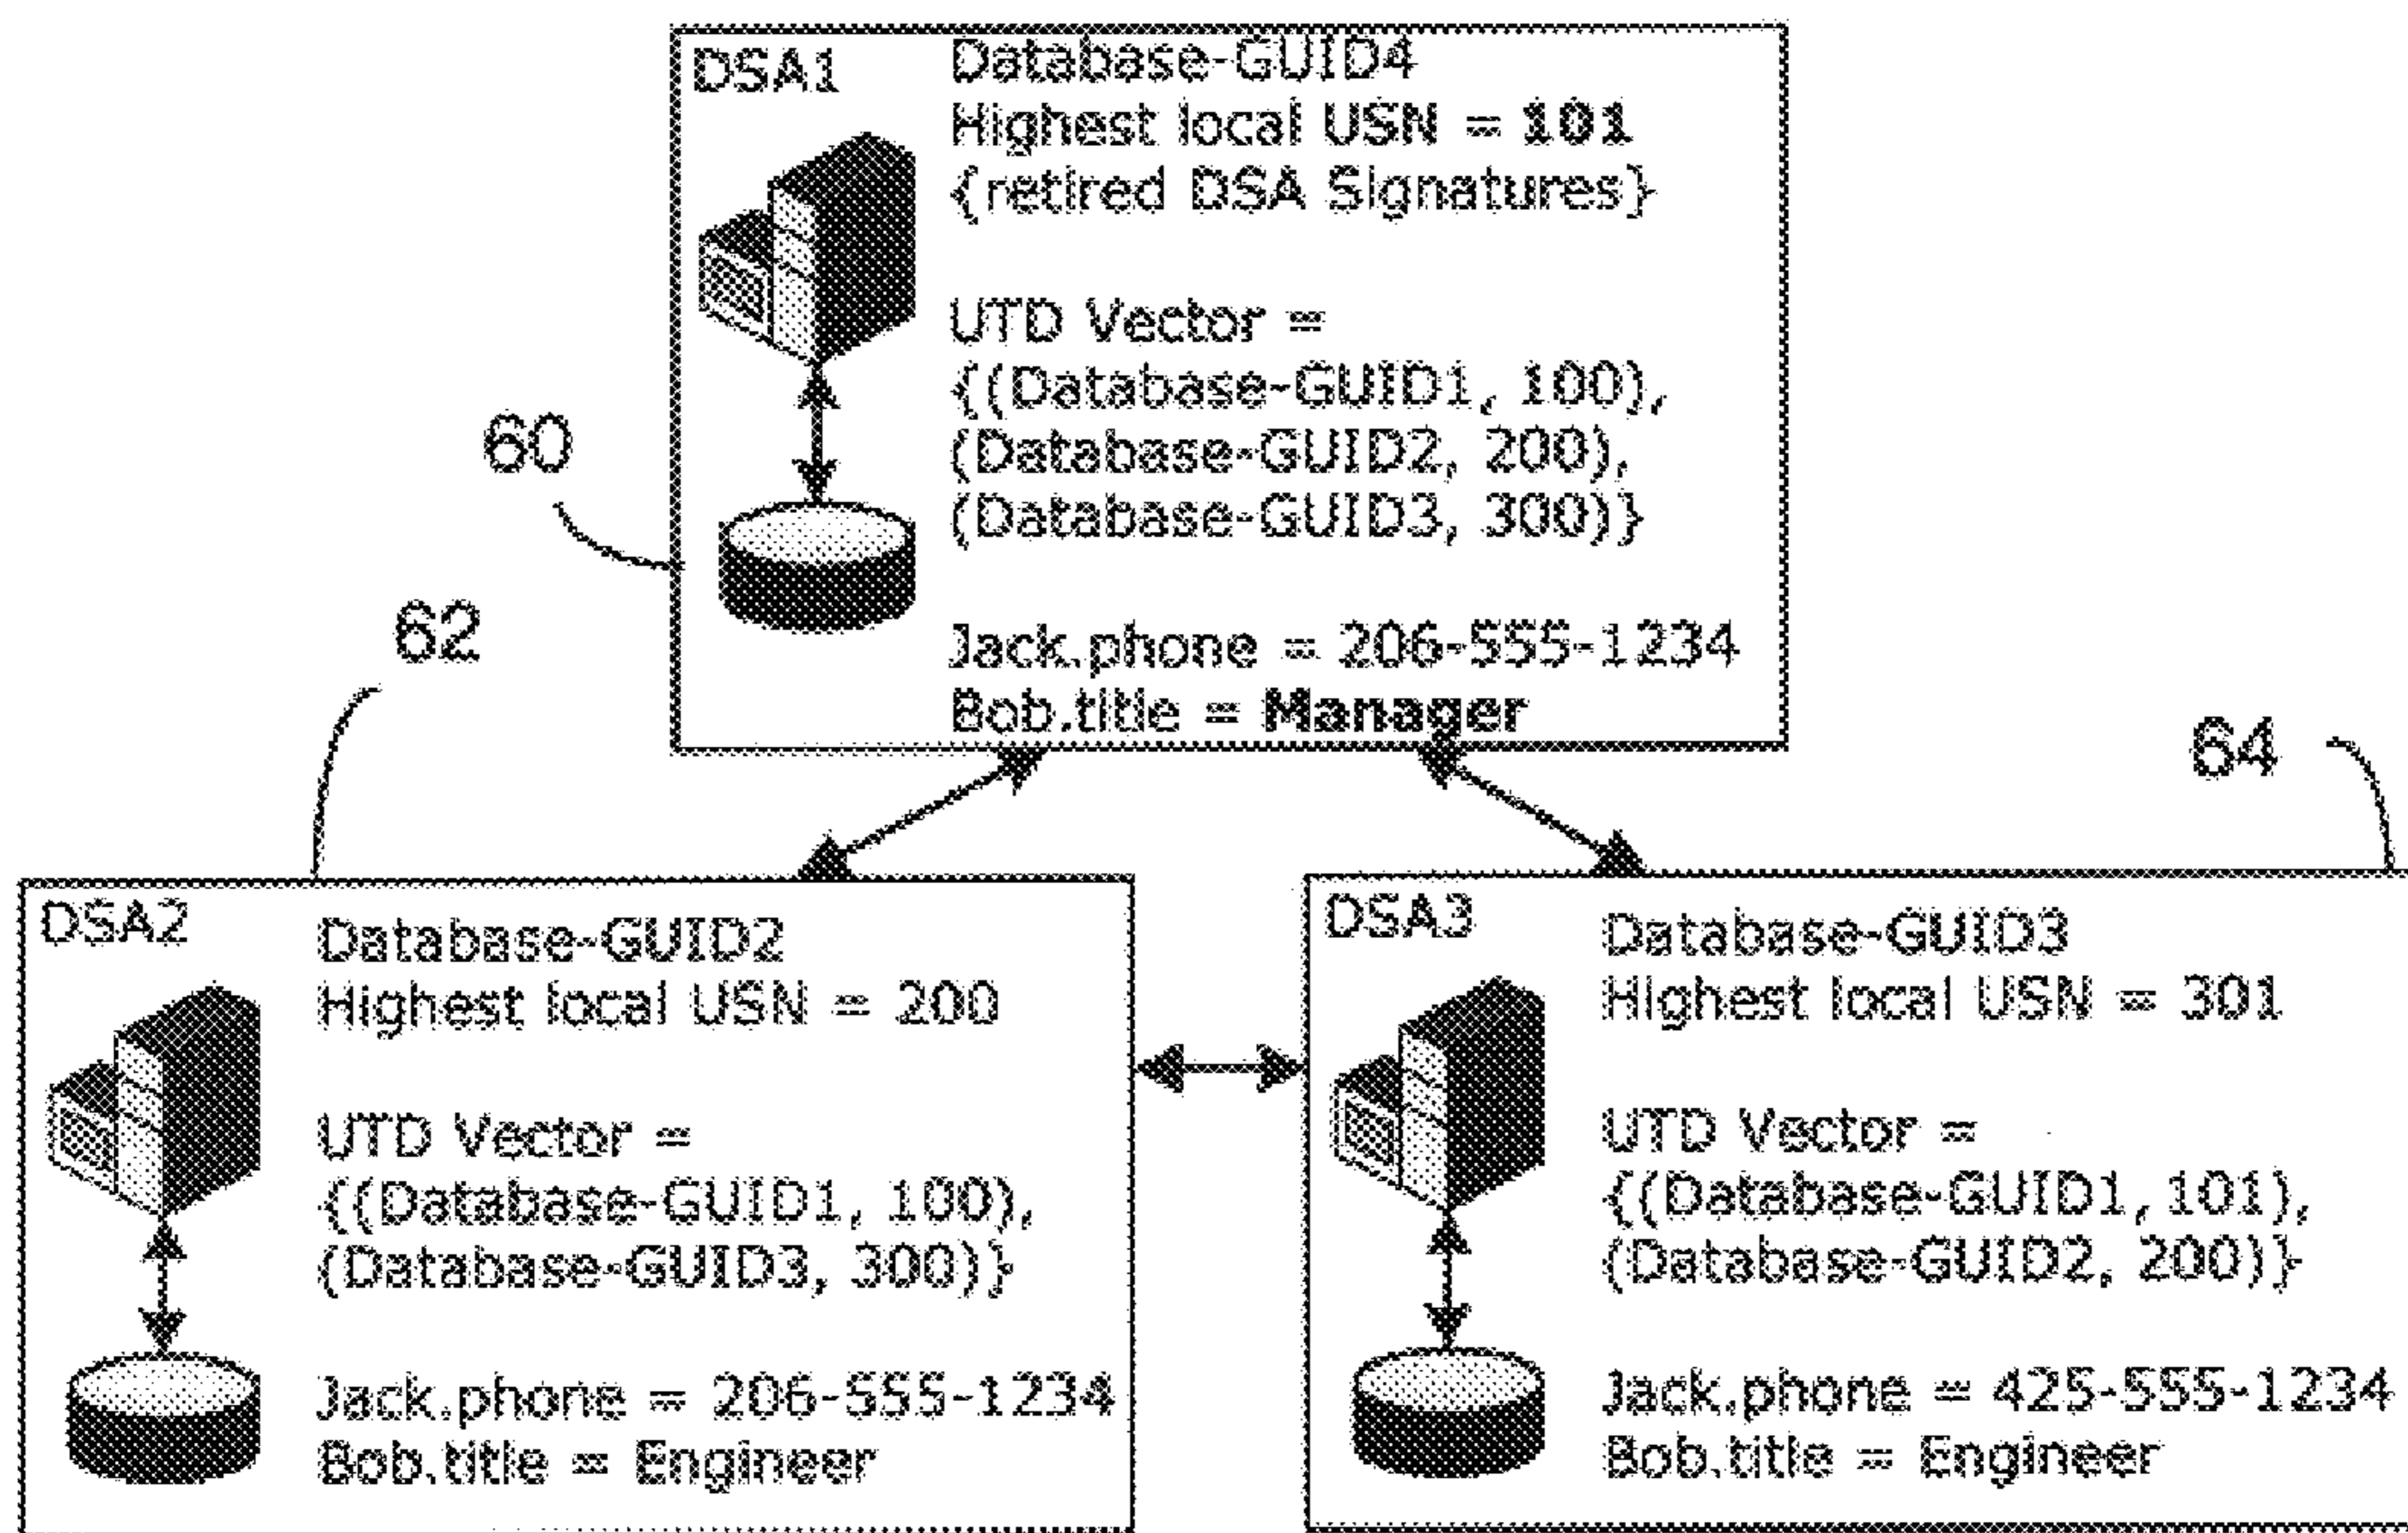 DSA1
Database-GUID4
Highest local USN = 101
{retired DSA Signatures}
UTD Vector =
{(Database-GUID1, 100),
(Database-GUID2, 200),
(Database-GUID3, 300)}
Jack.phone = 206-555-1234
Bob.title = Manager
60
62
64
DSA2
Database-GUID2
Highest local USN = 200
UTD Vector =
{(Database-GUID1, 100),
(Database-GUID3, 300)}
Jack.phone = 206-555-1234
Bob.title = Engineer
DSA3
Database-GUID3
Highest local USN = 301
UTD Vector =
{(Database-GUID1, 101),
(Database-GUID2, 200)}
Jack.phone = 425-555-1234
Bob.title = Engineer